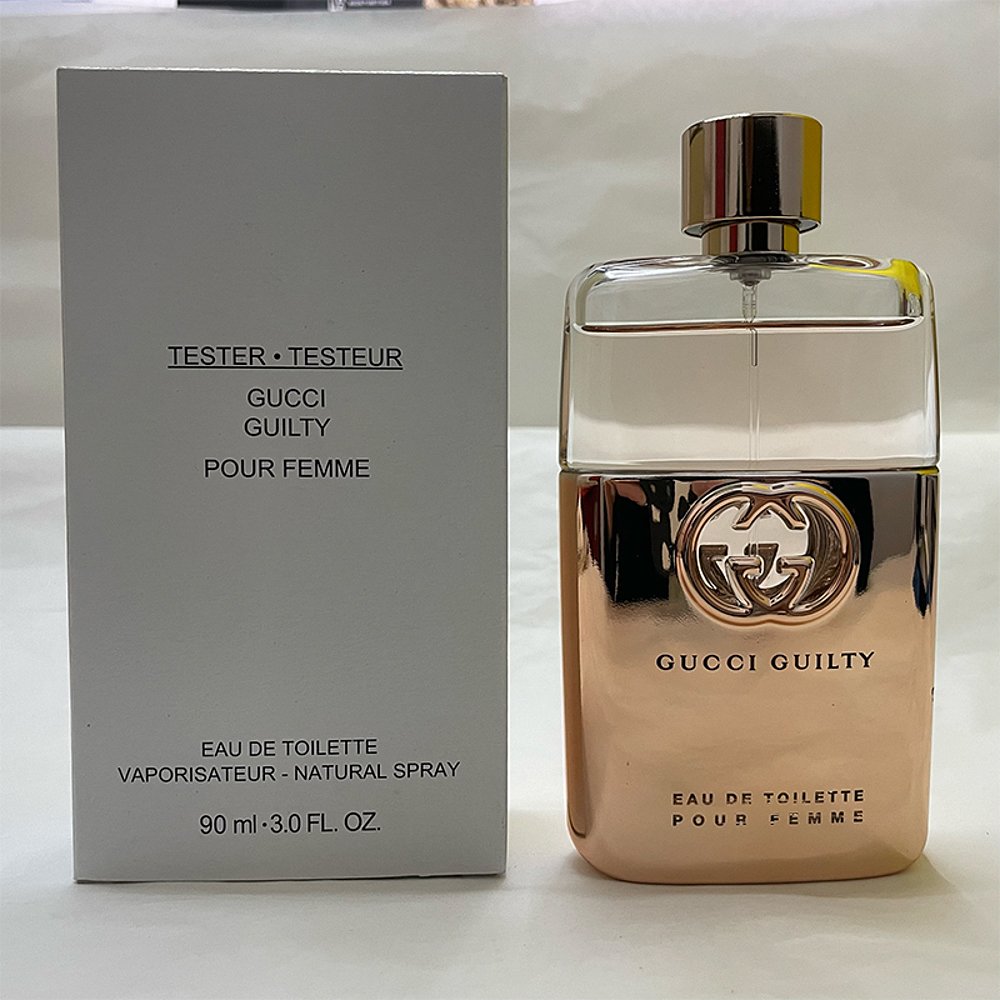 TESTER • TESTEUR
GUCCI
GUILTY
POUR FEMME
EAU DE TOILETTE
VAPORISATEUR - NATURAL SPRAY
90 ml • 3.0 FL. OZ.
GUCCI GUILTY
EAU DE TOILETTE
POUR FEMME